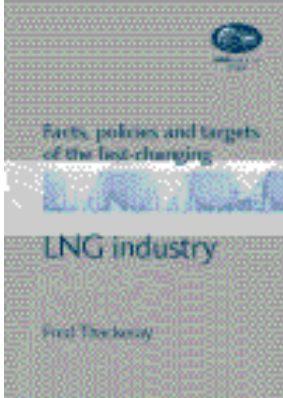 Facts, policies and targets
of the fast-changing
LNG industry
Fred Thackeray